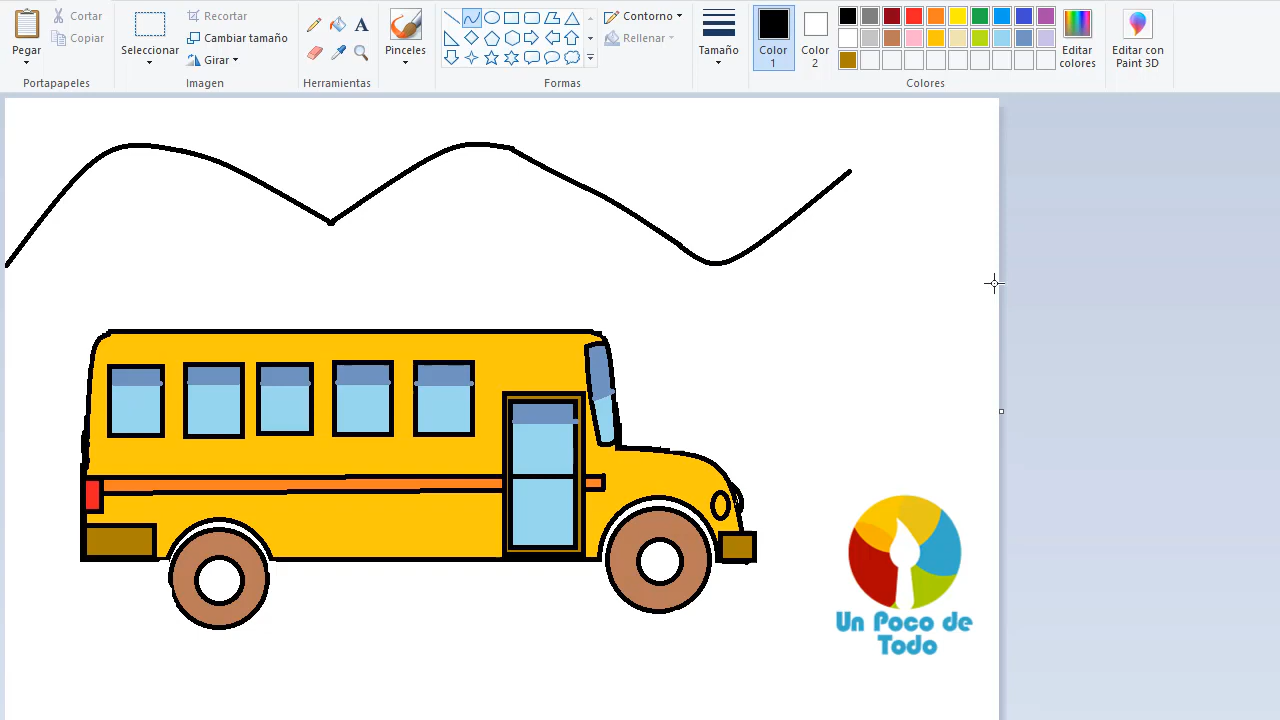 Pegar
Portapapeles
Cortar
Copiar
Seleccionar
Recortar
Cambiar tamaño
Girar
Imagen
A
Herramientas
Pinceles
Contorno
Rellenar
Formas
Tamaño
Color
1
Color
2
Colores
Editar
colores
Editar con
Paint 3D
Un Poco de
Todo